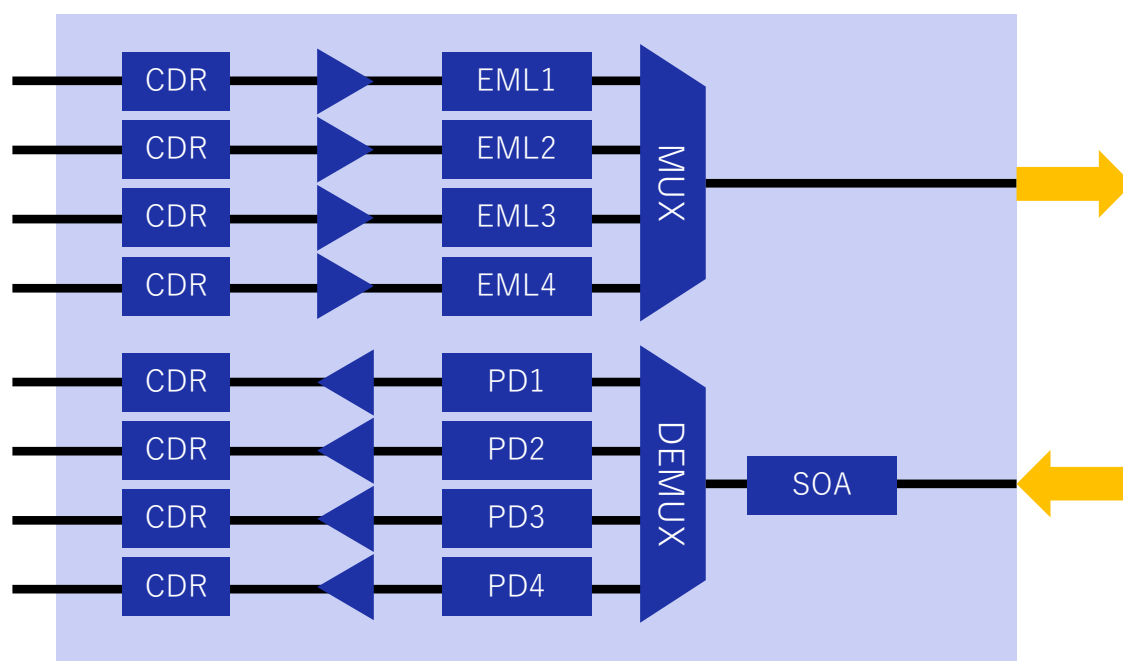 CDR
EML1
CDR
EML2
CDR
EML3
CDR
EML4
MUX
CDR
PD1
CDR
PD2
CDR
PD3
CDR
PD4
DEMUX
SOA